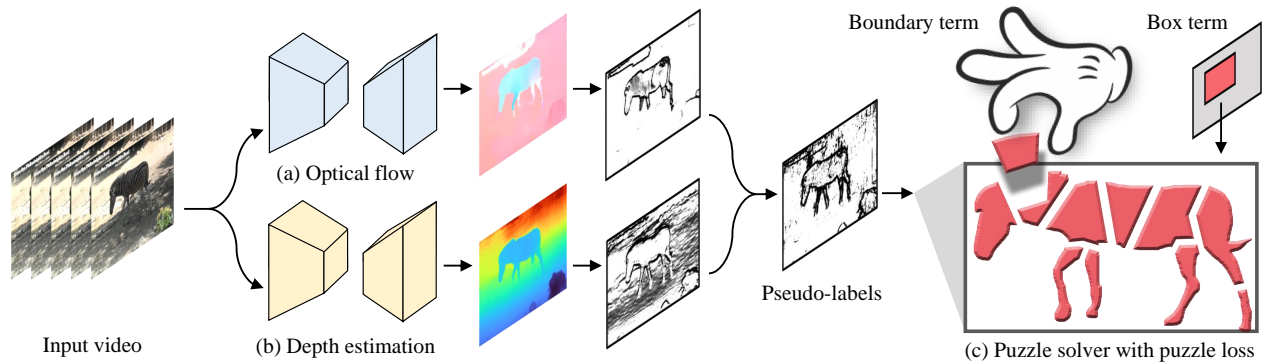 Boundary term
Box term
(a) Optical flow
Pseudo-labels
Input video
(b) Depth estimation
(c) Puzzle solver with puzzle loss